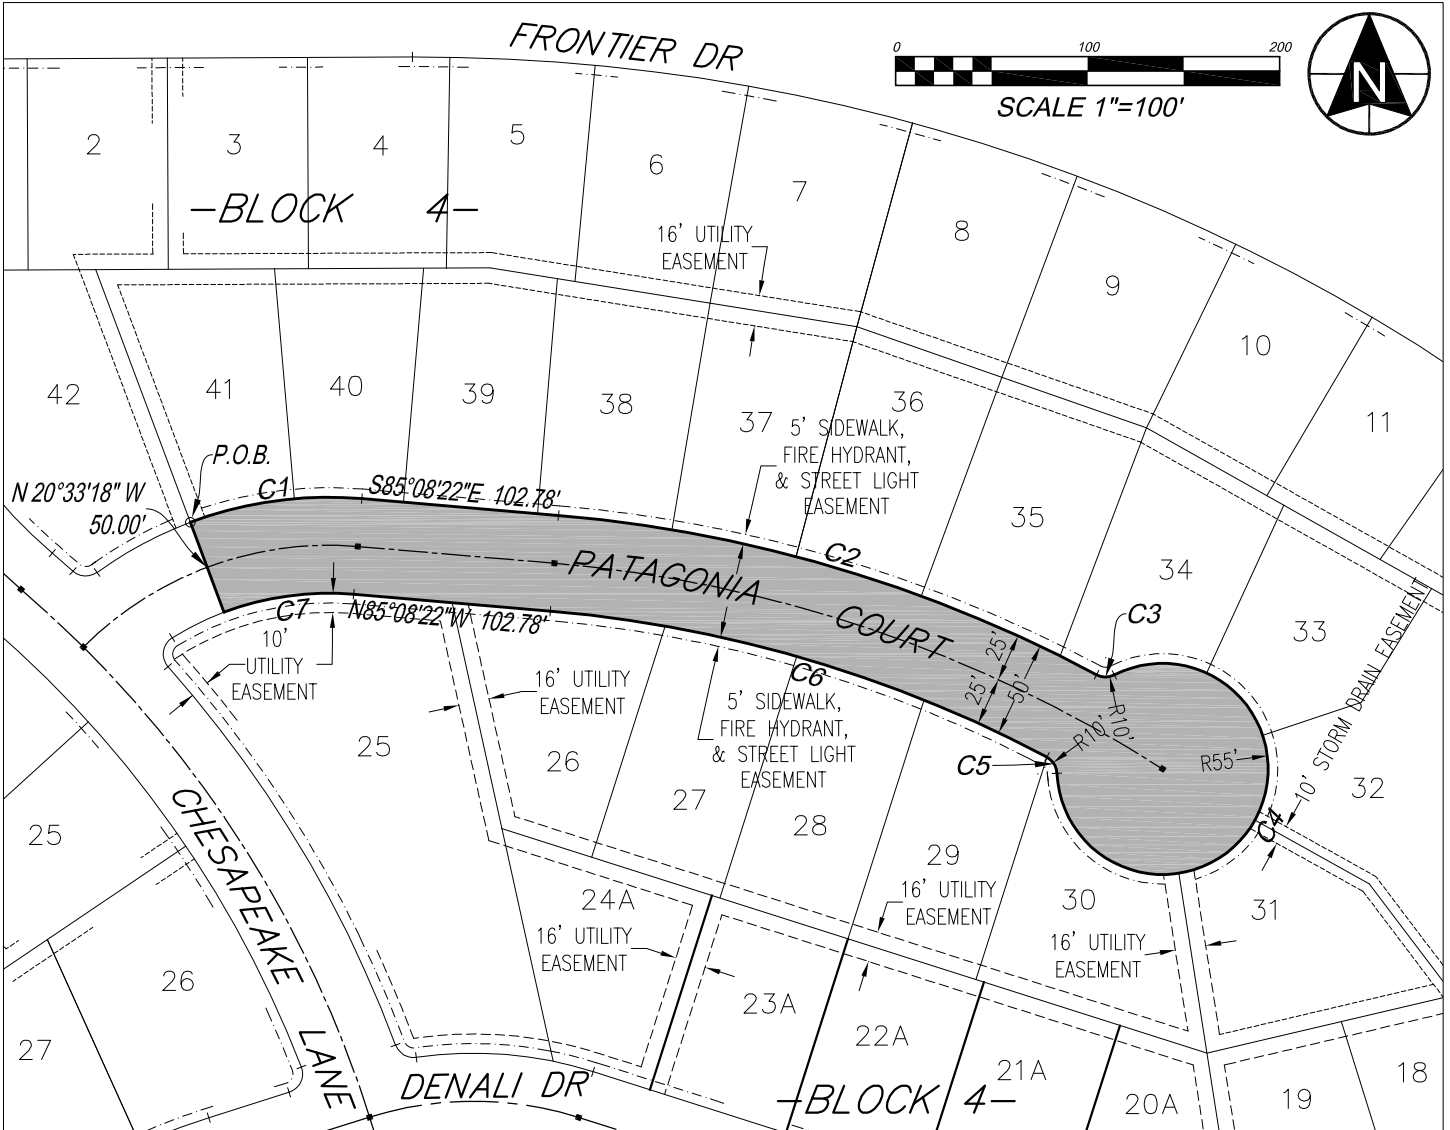 FRONTIER DR
0 100 200
SCALE 1"=100'
N
2
3
4
5
6
7
8
9
10
11
-BLOCK 4-
16' UTILITY
EASEMENT
42
41
40
39
38
37
36
35
34
33
32
5' SIDEWALK,
FIRE HYDRANT,
& STREET LIGHT
EASEMENT
P.O.B.
N 20°33'18" W
50.00'
C1
S85°08'22"E 102.78'
C2
PATAGONIA COURT
C3
25'
25'
50'
R10'
R10'
R55'
C7
N85°08'22"W 102.78'
10'
UTILITY
EASEMENT
16' UTILITY
EASEMENT
C6
5' SIDEWALK,
FIRE HYDRANT,
& STREET LIGHT
EASEMENT
C5
C4
10' STORM DRAIN EASEMENT
25
26
27
28
29
30
31
25
26
27
CHESAPEAKE LANE
24A
16' UTILITY
EASEMENT
16' UTILITY
EASEMENT
16' UTILITY
EASEMENT
23A
22A
21A
20A
19
18
DENALI DR
-BLOCK 4-